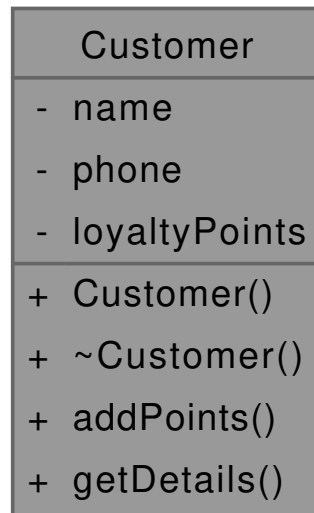 Customer
- name
- phone
- loyaltyPoints
+ Customer()
+ ~Customer()
+ addPoints()
+ getDetails()